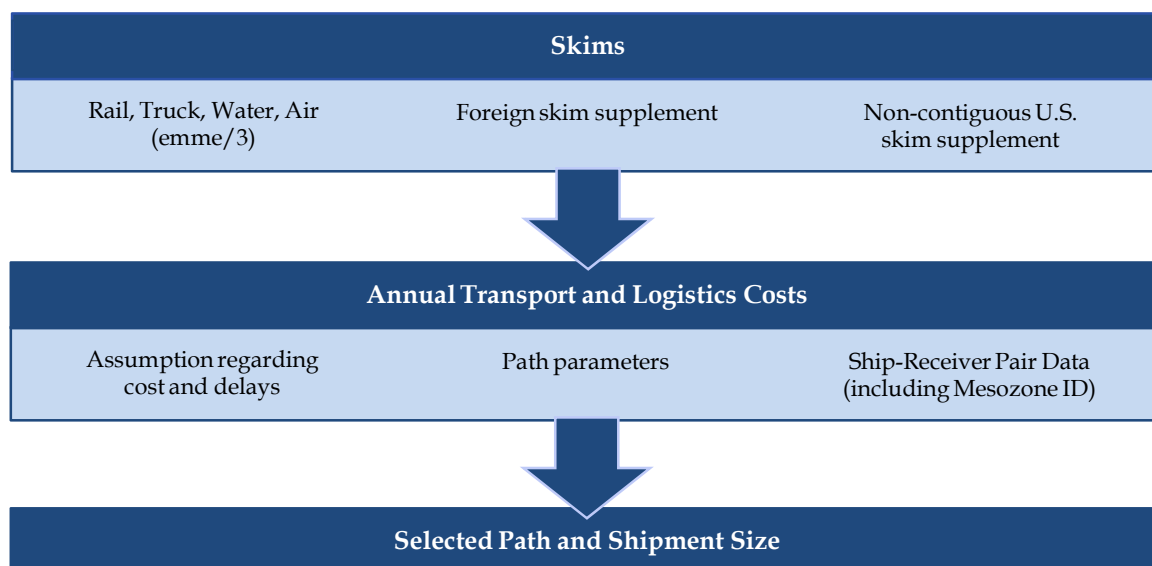 Skims
Rail, Truck, Water, Air
(emme/3)
Foreign skim supplement
Non-contiguous U.S.
skim supplement
Annual Transport and Logistics Costs
Assumption regarding
cost and delays
Path parameters
Ship-Receiver Pair Data
(including Mesozone ID)
Selected Path and Shipment Size